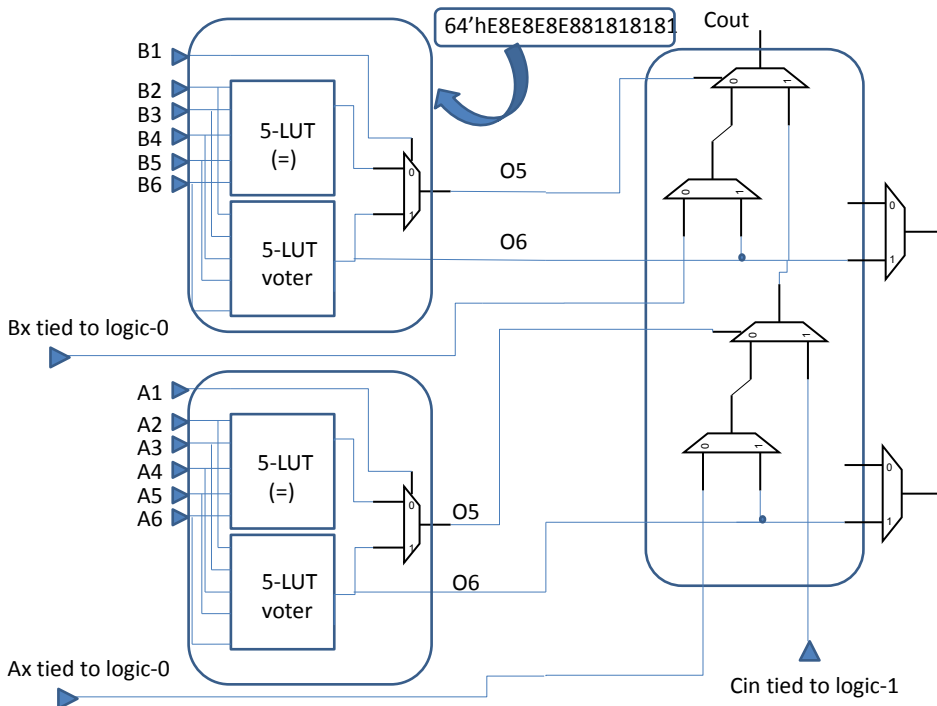 64’hE8E8E8E881818181
Cout
B1
B2
B3
B4
B5
B6
5-LUT
(=)
0
1
5-LUT
voter
O5
O6
0
1
0
1
0
1
Bx tied to logic-0
0
1
A1
A2
A3
A4
A5
A6
5-LUT
(=)
0
1
5-LUT
voter
O5
O6
0
1
0
1
Ax tied to logic-0
Cin tied to logic-1